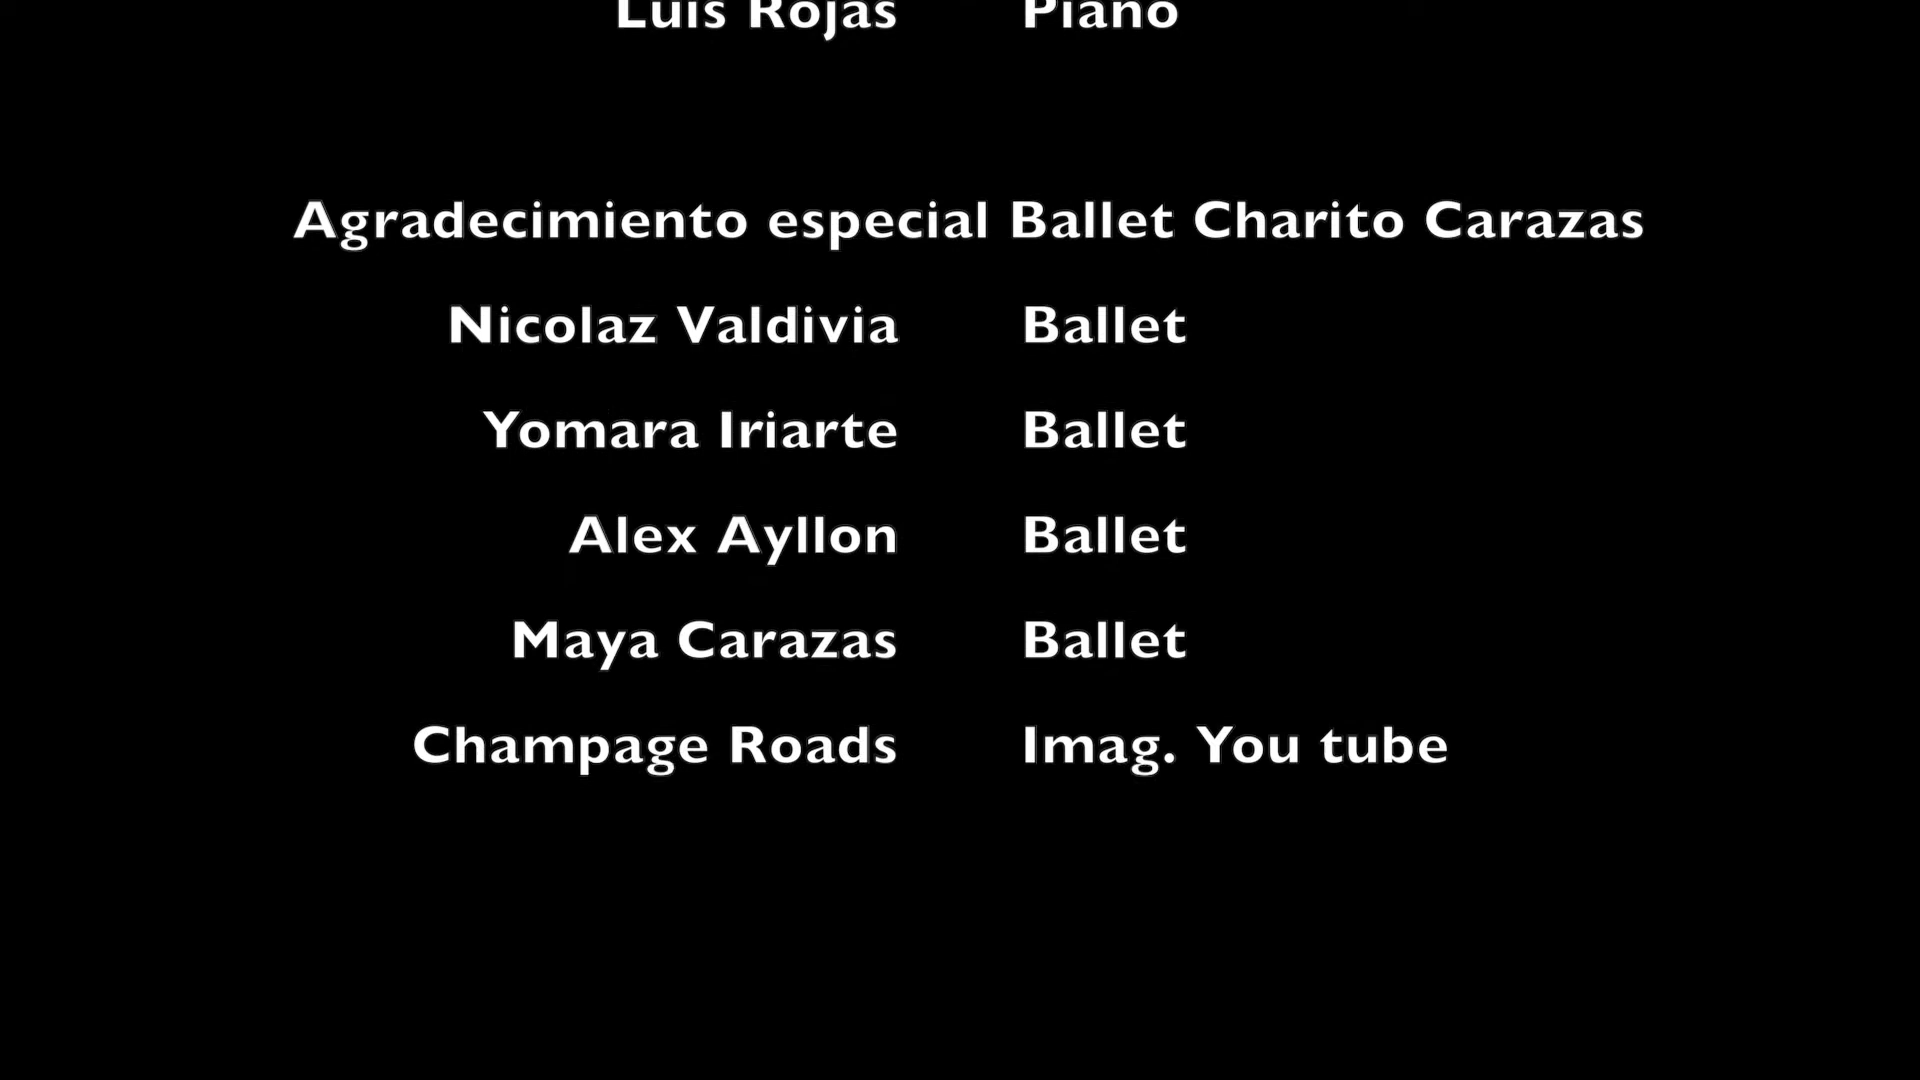 Luis Rojas Piano
Agradecimiento especial Ballet Charito Carazas
Nicolaz Valdivia Ballet
Yomara Iriarte Ballet
Alex Ayllon Ballet
Maya Carazas Ballet
Champage Roads Imag. You tube